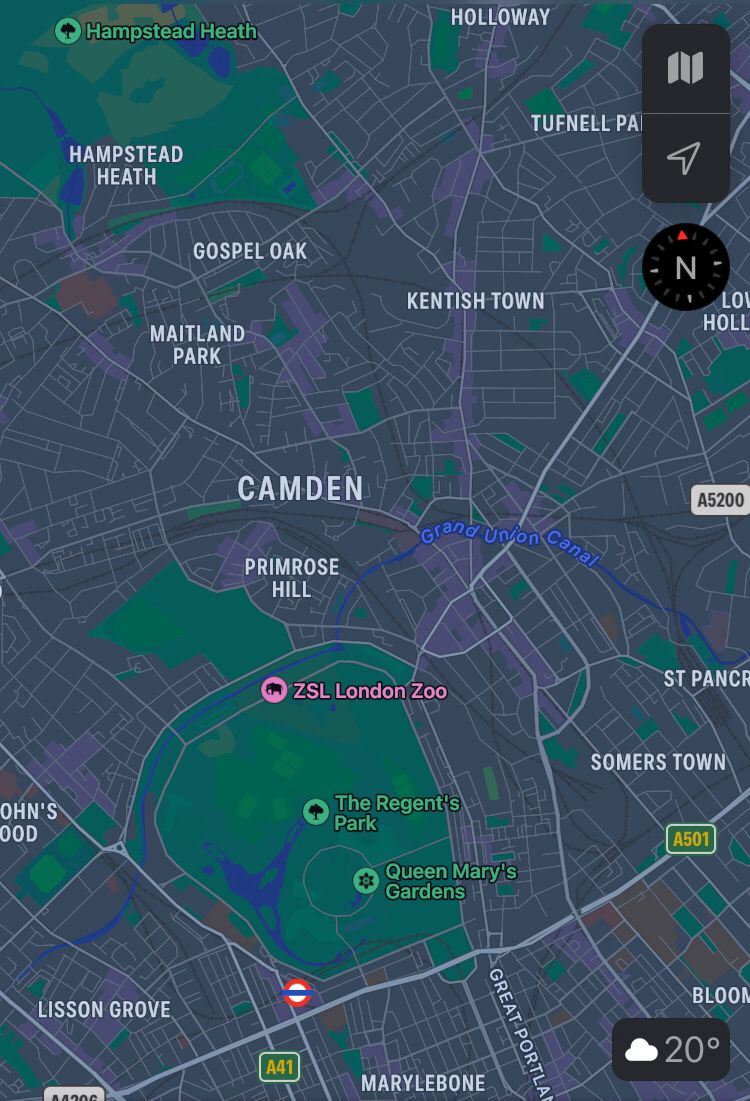 HOLLOWAY
Hampstead Heath
TUFNELL PA
HAMPSTEAD
HEATH
GOSPEL OAK
N
KENTISH TOWN
LOW
HOLL
MAITLAND
PARK
CAMDEN
A5200
Grand Union Canal
PRIMROSE
HILL
ST PANCR
ZSL London Zoo
SOMERS TOWN
The Regent's
Park
OHN'S
OOD
A501
Queen Mary's
Gardens
BLOOM
LISSON GROVE
GREAT PORTLAN
20°
A41
MARYLEBONE
A4206